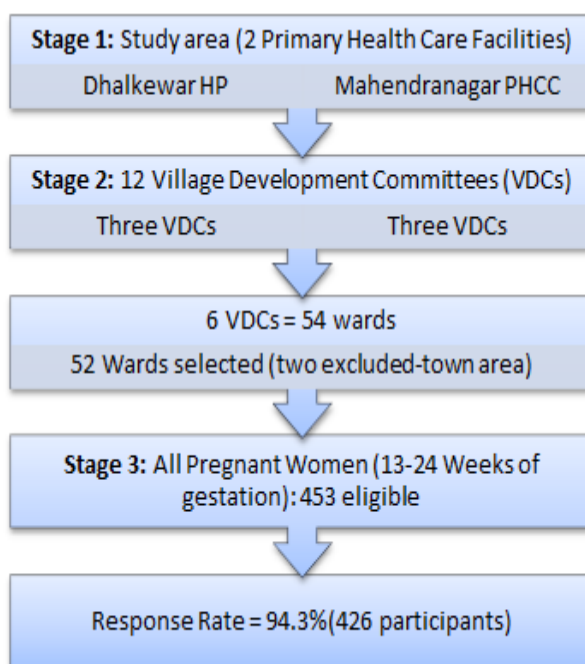 Stage 1: Study area (2 Primary Health Care Facilities)
Dhalkewar HP Mahendranagar PHCC
Stage 2: 12 Village Development Committees (VDCs)
Three VDCs Three VDCs
6 VDCs = 54 wards
52 Wards selected (two excluded-town area)
Stage 3: All Pregnant Women (13-24 Weeks of
gestation): 453 eligible
Response Rate = 94.3%(426 participants)